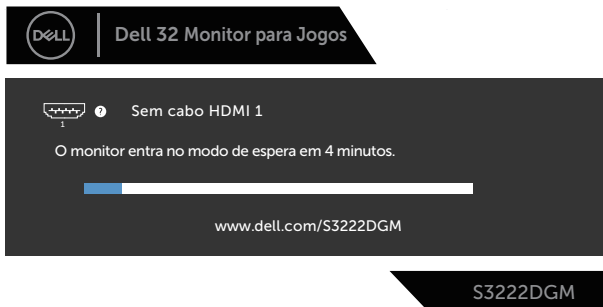 DELL
Dell 32 Monitor para Jogos
? Sem cabo HDMI 1
1
O monitor entra no modo de espera em 4 minutos.
www.dell.com/S3222DGM
S3222DGM